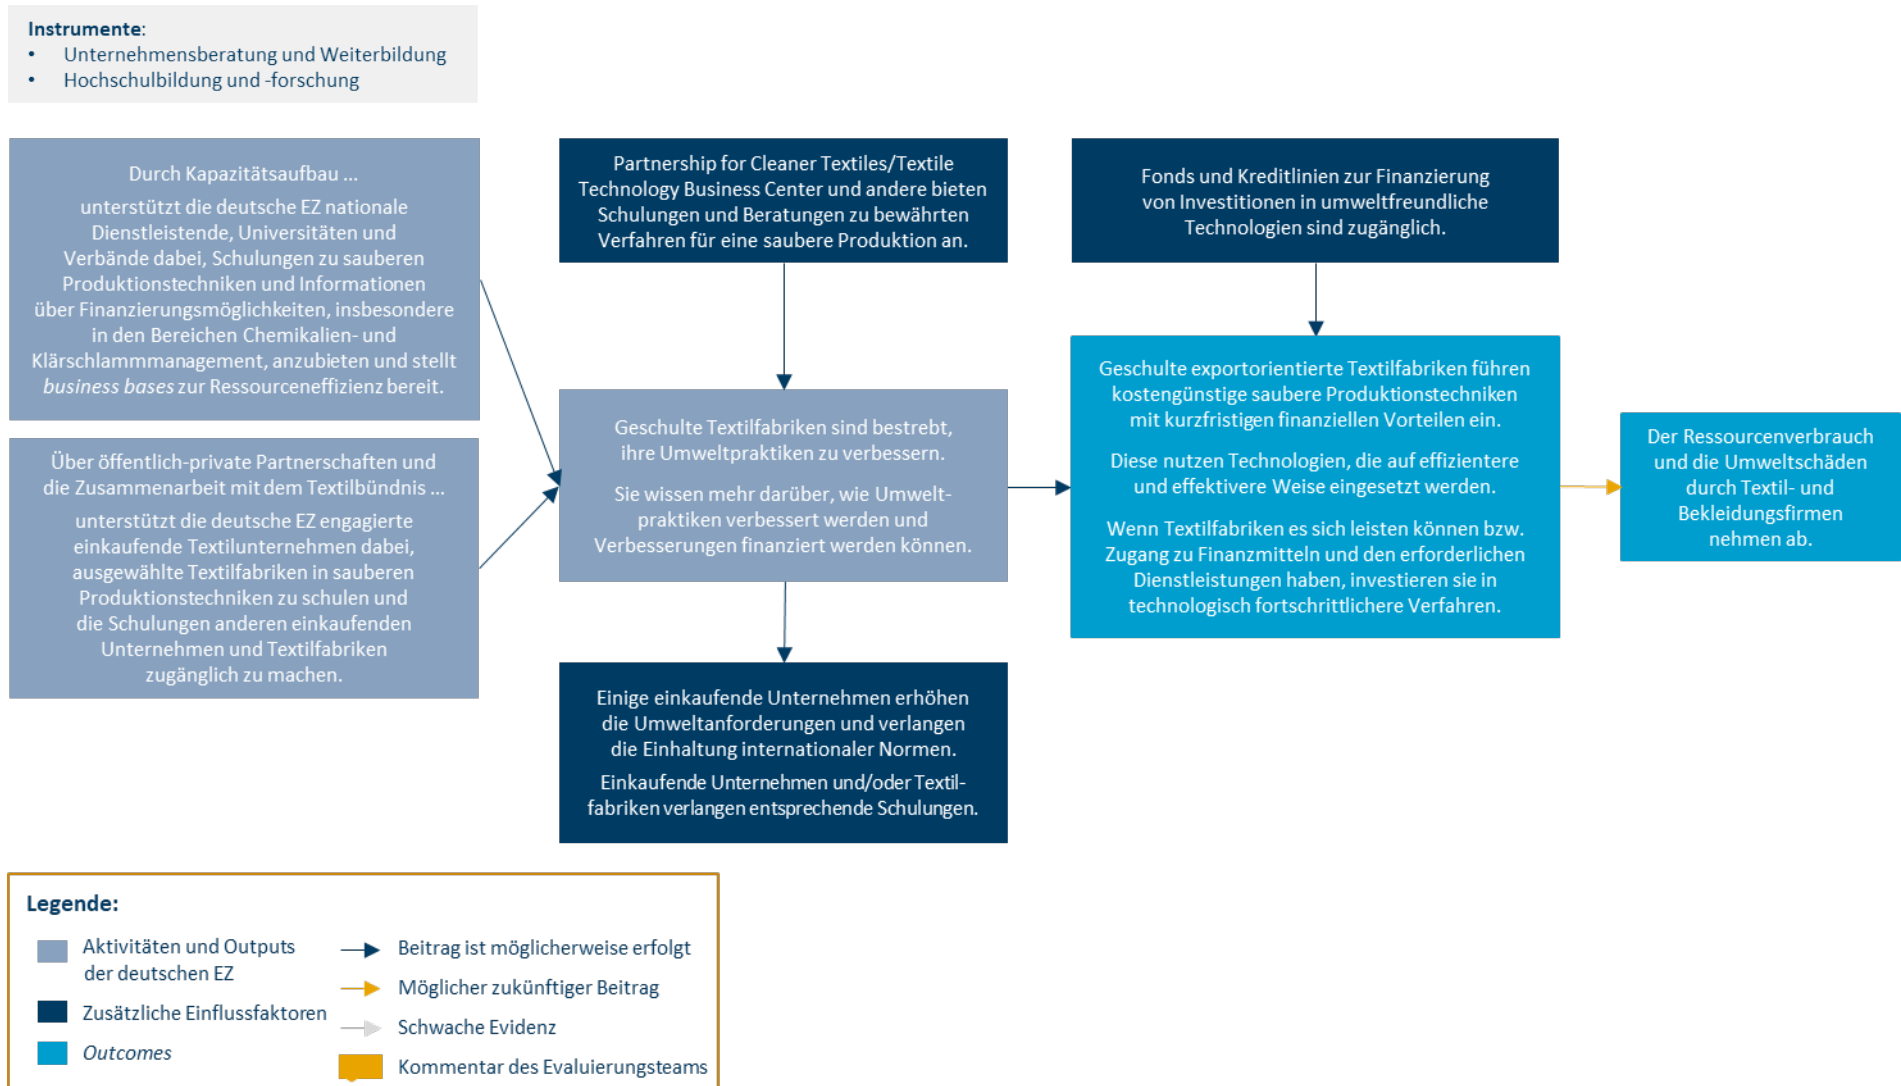 Instrumente:
• Unternehmensberatung und Weiterbildung
• Hochschulbildung und -forschung
Durch Kapazitätsaufbau ...
unterstützt die deutsche EZ nationale
Dienstleistende, Universitäten und
Verbände dabei, Schulungen zu sauberen
Produktionstechniken und Informationen
über Finanzierungsmöglichkeiten, insbesondere
in den Bereichen Chemikalien- und
Klärschlammmanagement, anzubieten und stellt
business bases zur Ressourceneffizienz bereit.
Über öffentlich-private Partnerschaften und
die Zusammenarbeit mit dem Textilbündnis ...
unterstützt die deutsche EZ engagierte
einkaufende Textilunternehmen dabei,
ausgewählte Textilfabriken in sauberen
Produktionstechniken zu schulen und
die Schulungen anderen einkaufenden
Unternehmen und Textilfabriken
zugänglich zu machen.
Partnership for Cleaner Textiles/Textile
Technology Business Center und andere bieten
Schulungen und Beratungen zu bewährten
Verfahren für eine saubere Produktion an.
Geschulte Textilfabriken sind bestrebt,
ihre Umweltpraktiken zu verbessern.
Sie wissen mehr darüber, wie Umwelt-
praktiken verbessert werden und
Verbesserungen finanziert werden können.
Einige einkaufende Unternehmen erhöhen
die Umweltanforderungen und verlangen
die Einhaltung internationaler Normen.
Einkaufende Unternehmen und/oder Textil-
fabriken verlangen entsprechende Schulungen.
Fonds und Kreditlinien zur Finanzierung
von Investitionen in umweltfreundliche
Technologien sind zugänglich.
Geschulte exportorientierte Textilfabriken führen
kostengünstige saubere Produktionstechniken
mit kurzfristigen finanziellen Vorteilen ein.
Diese nutzen Technologien, die auf effizientere
und effektivere Weise eingesetzt werden.
Wenn Textilfabriken es sich leisten können bzw.
Zugang zu Finanzmitteln und den erforderlichen
Dienstleistungen haben, investieren sie in
technologisch fortschrittlichere Verfahren.
Der Ressourcenverbrauch
und die Umweltschäden
durch Textil- und
Bekleidungsfirmen
nehmen ab.
Legende:
Aktivitäten und Outputs
der deutschen EZ
Zusätzliche Einflussfaktoren
Outcomes
Beitrag ist möglicherweise erfolgt
Möglicher zukünftiger Beitrag
Schwache Evidenz
Kommentar des Evaluierungsteams